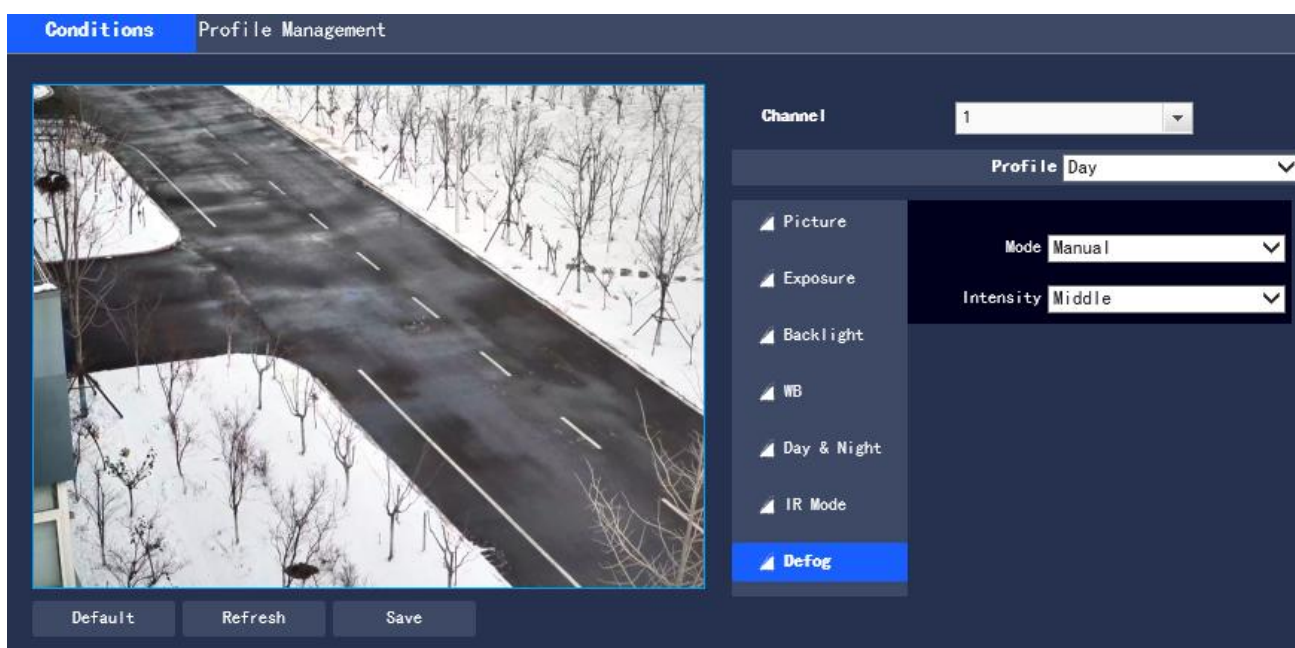 Conditions Profile Management
Channel 1
Profile Day
Picture
Mode Manual
Exposure
Intensity Middle
Backlight
WB
Day & Night
IR Mode
Defog
Default Refresh Save